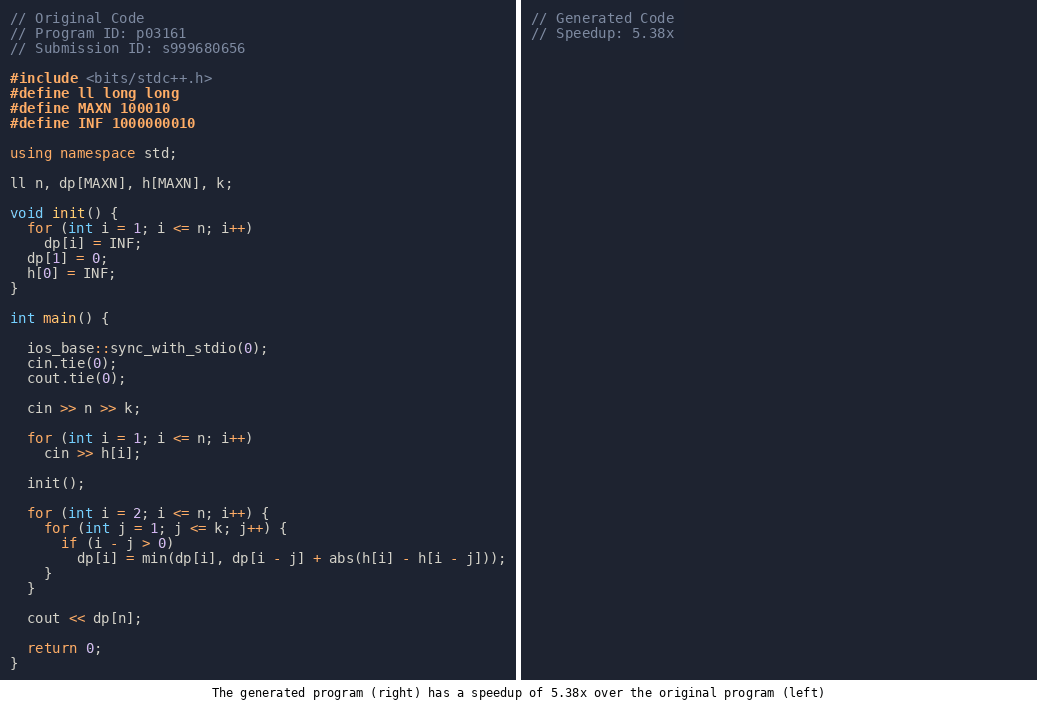 // Original Code
// Program ID: p03161
// Submission ID: s999680656
#include <bits/stdc++.h>
#define ll long long
#define MAXN 100010
#define INF 1000000010
using namespace std;
ll n, dp[MAXN], h[MAXN], k;
void init() {
  for (int i = 1; i <= n; i++)
    dp[i] = INF;
  dp[1] = 0;
  h[0] = INF;
}
int main() {
  ios_base::sync_with_stdio(0);
  cin.tie(0);
  cout.tie(0);
  cin >> n >> k;
  for (int i = 1; i <= n; i++)
    cin >> h[i];
  init();
  for (int i = 2; i <= n; i++) {
    for (int j = 1; j <= k; j++) {
      if (i - j > 0)
        dp[i] = min(dp[i], dp[i - j] + abs(h[i] - h[i - j]));
    }
  }
  cout << dp[n];
  return 0;
}
// Generated Code
// Speedup: 5.38x
The generated program (right) has a speedup of 5.38x over the original program (left)